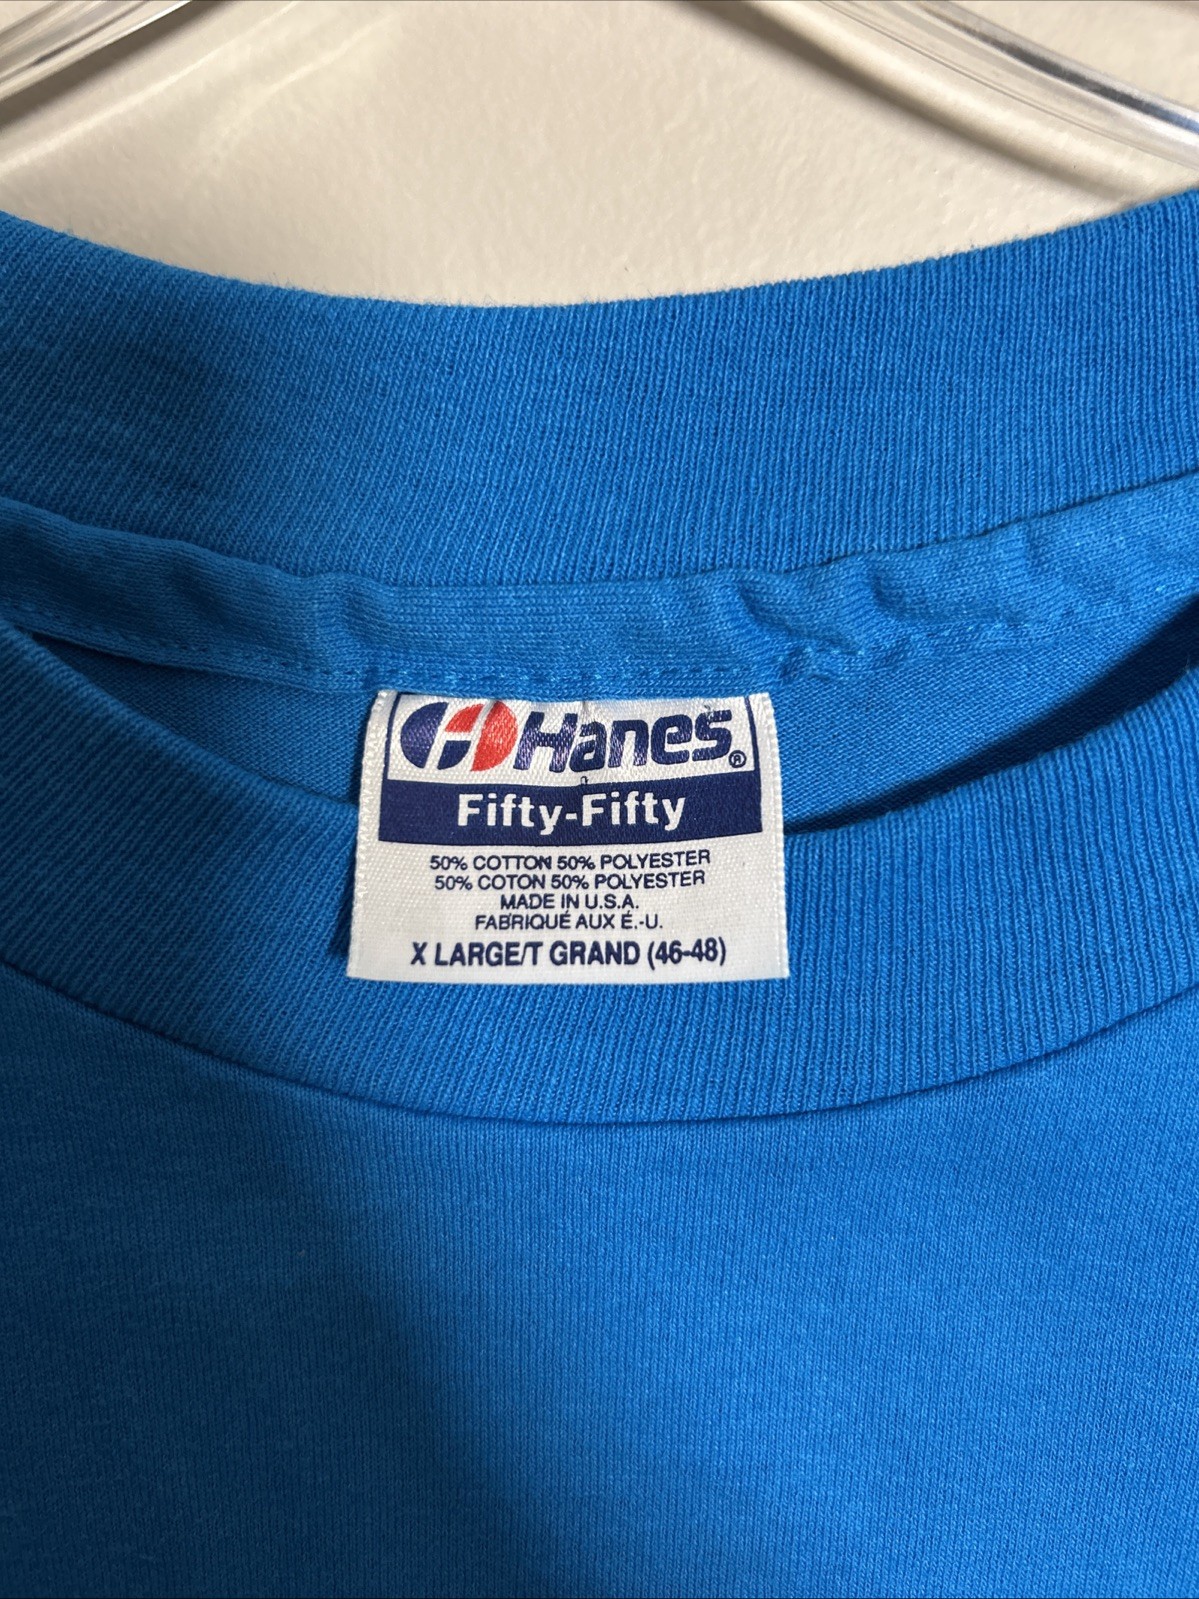 Hanes®
Fifty-Fifty
50% COTTON 50% POLYESTER
50% COTON 50% POLYESTER
MADE IN U.S.A.
FABRIQUÉ AUX É.-U.
X LARGE/T GRAND (46-48)